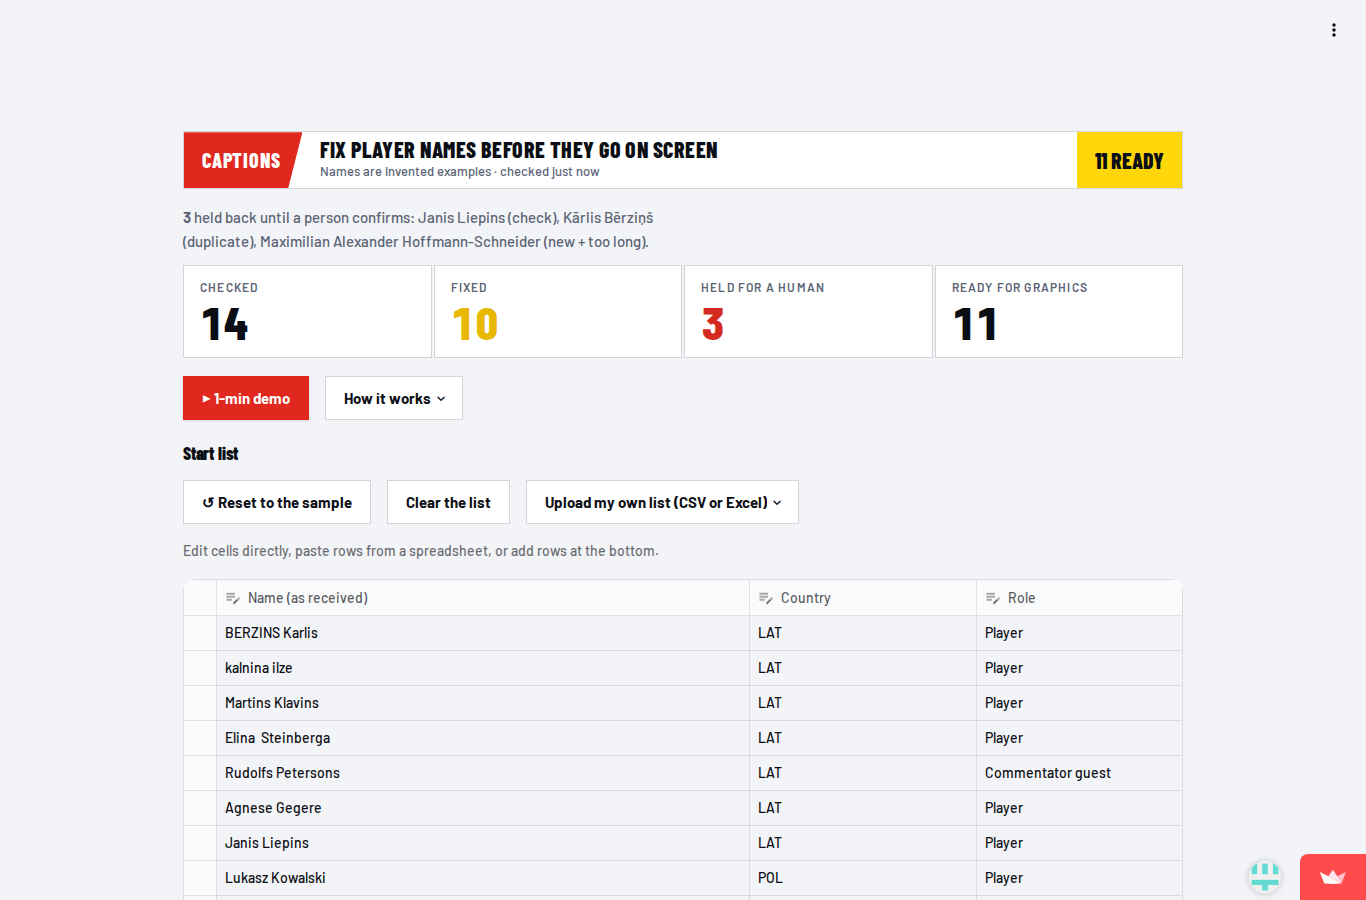 CAPTIONS
FIX PLAYER NAMES BEFORE THEY GO ON SCREEN
Names are invented examples · checked just now
11 READY
3 held back until a person confirms: Janis Liepins (check), Kārlis Bērziņš
(duplicate), Maximilian Alexander Hoffmann-Schneider (new + too long).
CHECKED
14
FIXED
10
HELD FOR A HUMAN
3
READY FOR GRAPHICS
11
▸ 1-min demo
How it works
Start list
↺ Reset to the sample
Clear the list
Upload my own list (CSV or Excel)
Edit cells directly, paste rows from a spreadsheet, or add rows at the bottom.
Name (as received) Country Role
BERZINS Karlis LAT Player
kalnina ilze LAT Player
Martins Klavins LAT Player
Elina  Steinberga LAT Player
Rudolfs Petersons LAT Commentator guest
Agnese Gegere LAT Player
Janis Liepins LAT Player
Lukasz Kowalski POL Player